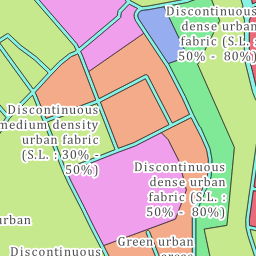 Discontinuous
dense urban
fabric (S.L. :
50% - 80%)
Discontinuous
medium density
urban fabric
(S.L. : 30% -
50%)
Discontinuous
dense urban
fabric (S.L. :
50% - 80%)
urban
Green urban
areas
Discontinuous